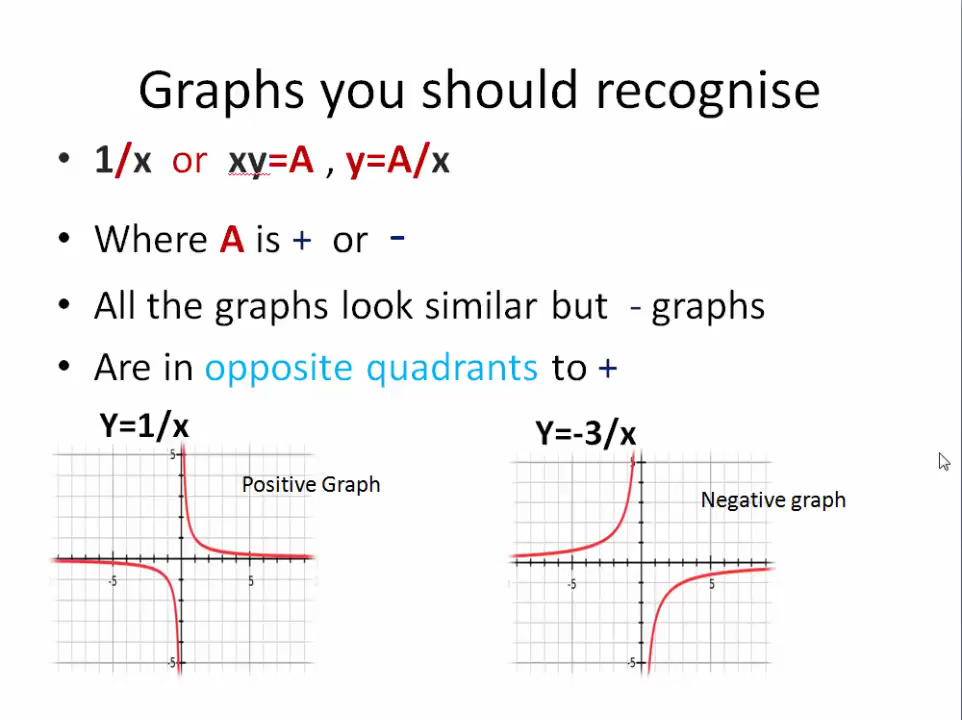 Graphs you should recognise
• 1/x or xy=A , y=A/x
• Where A is + or -
• All the graphs look similar but - graphs
• Are in opposite quadrants to +
Y=1/x
Positive Graph
5
-5
5
-5
Y=-3/x
Negative graph
5
-5
5
-5